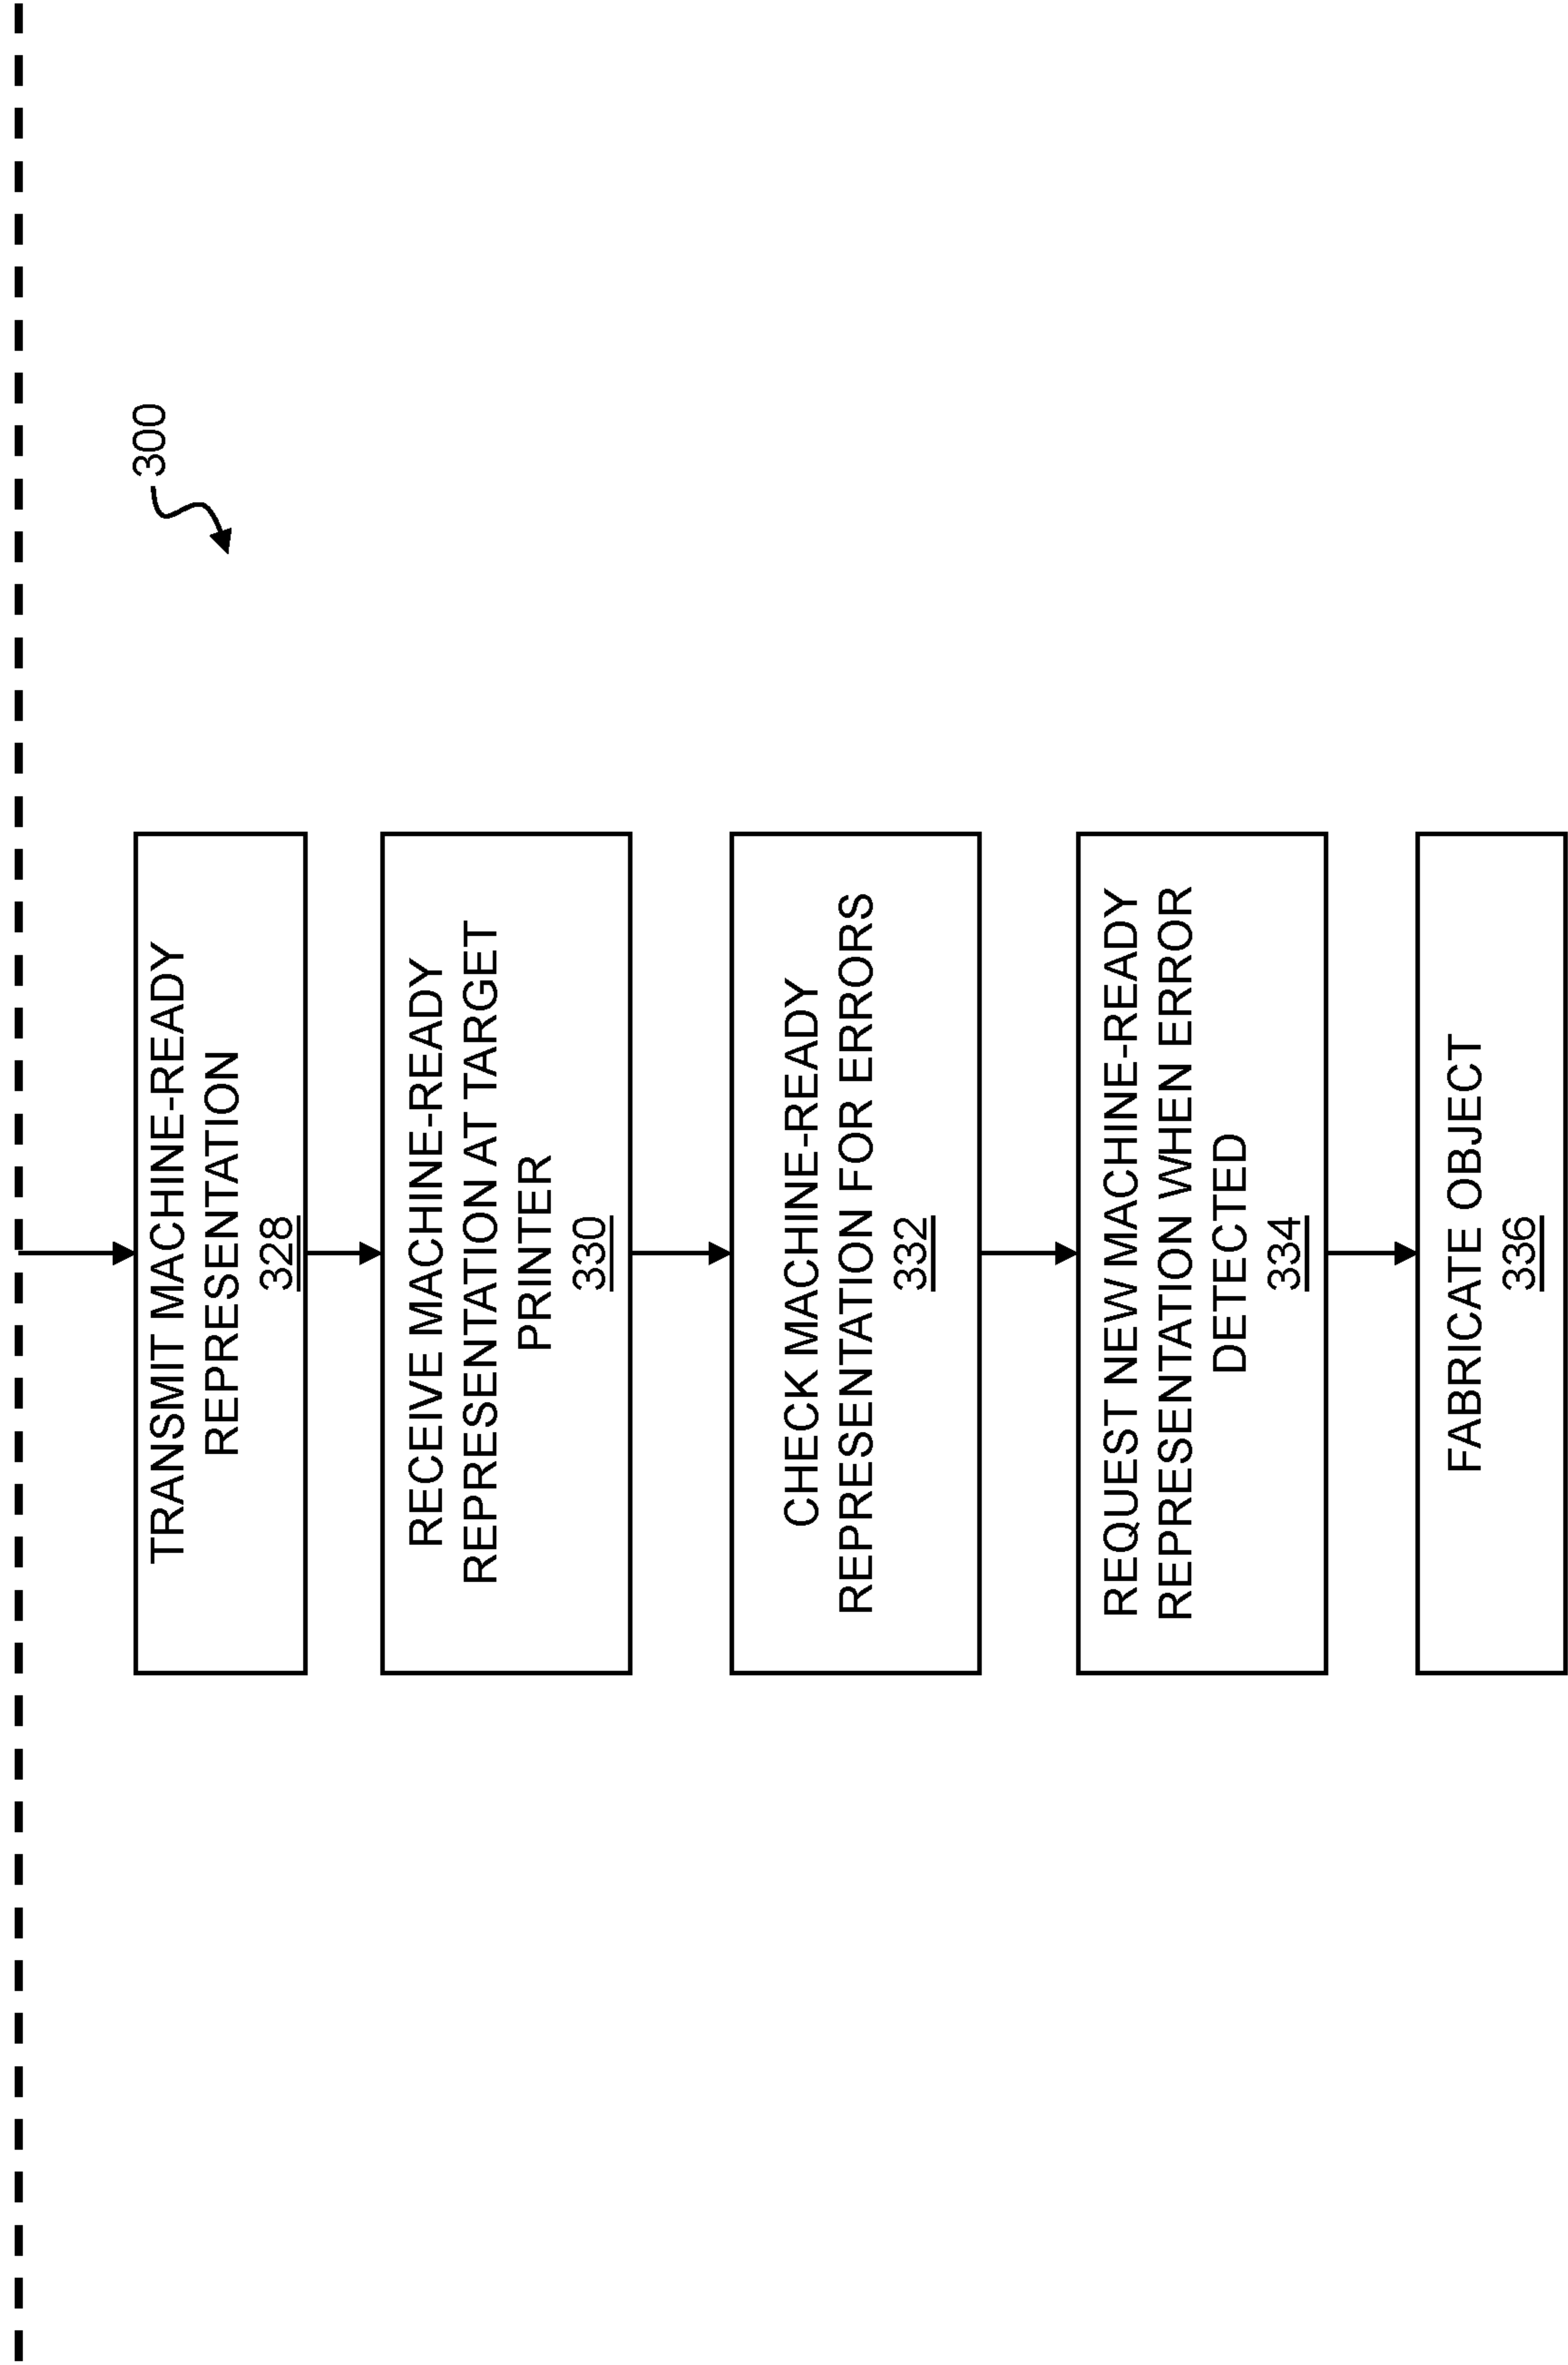 300
TRANSMIT MACHINE-READY
REPRESENTATION
328
RECEIVE MACHINE-READY
REPRESENTATION AT TARGET
PRINTER
330
CHECK MACHINE-READY
REPRESENTATION FOR ERRORS
332
REQUEST NEW MACHINE-READY
REPRESENTATION WHEN ERROR
DETECTED
334
FABRICATE OBJECT
336